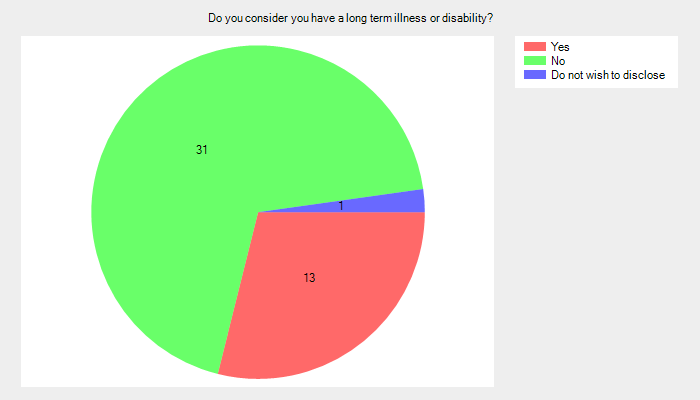 Do you consider you have a long term illness or disability?
Yes
No
Do not wish to disclose
31
1
13